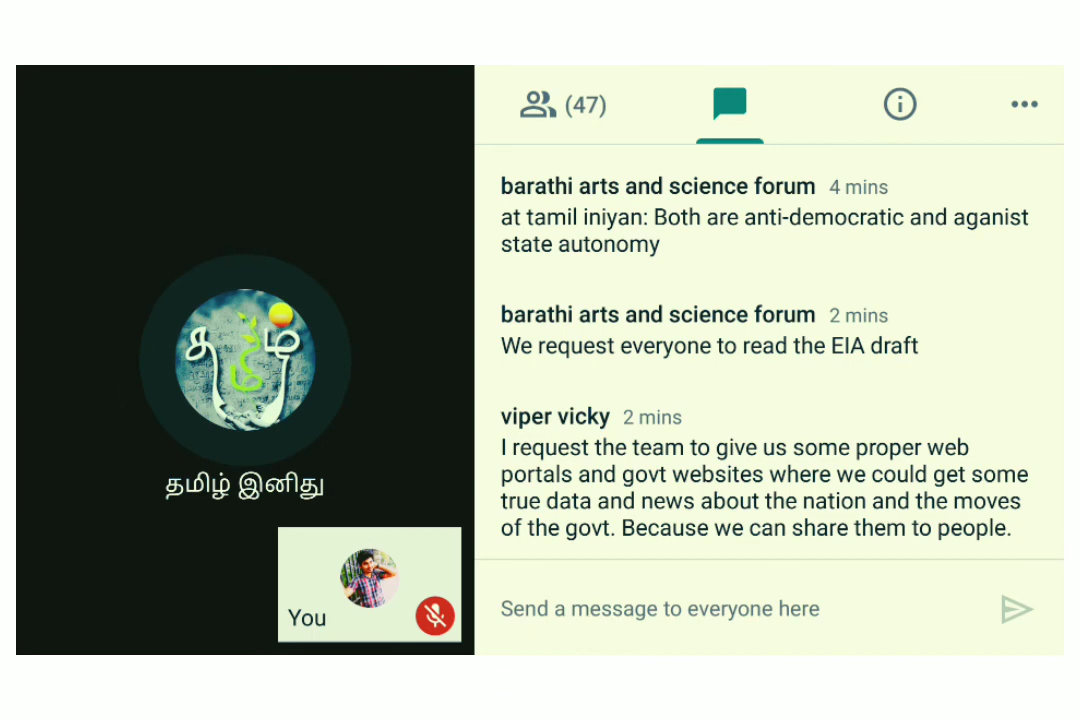 தமிழ்
தமிழ் இனிது
You
(47)
barathi arts and science forum 4 mins
at tamil iniyan: Both are anti-democratic and aganist
state autonomy
barathi arts and science forum 2 mins
We request everyone to read the EIA draft
viper vicky 2 mins
I request the team to give us some proper web
portals and govt websites where we could get some
true data and news about the nation and the moves
of the govt. Because we can share them to people.
Send a message to everyone here